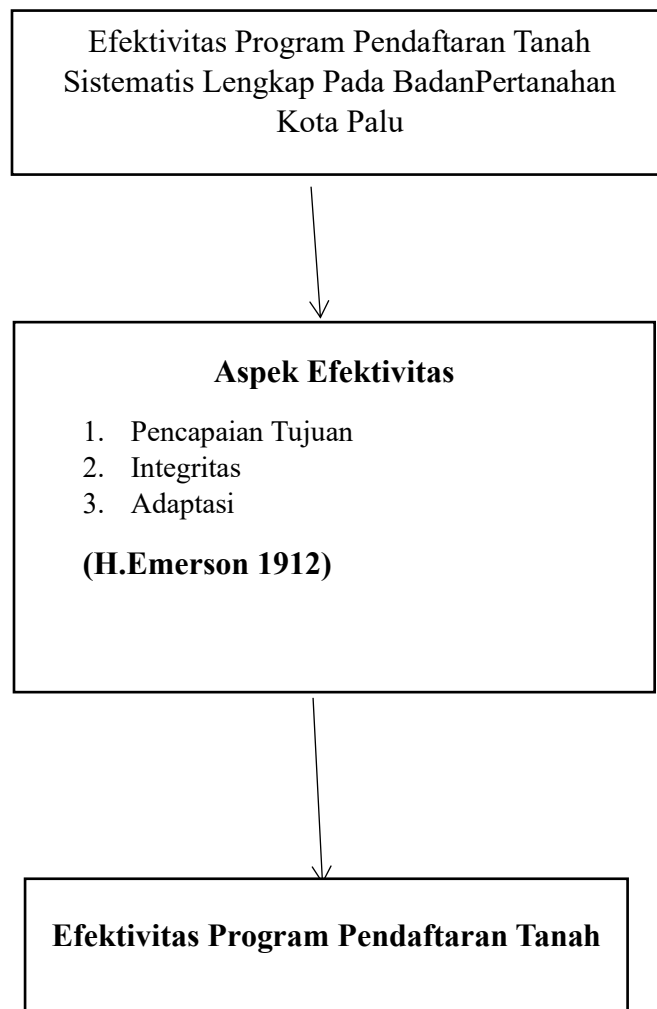 Efektivitas Program Pendaftaran Tanah
Sistematis Lengkap Pada BadanPertanahan
Kota Palu
Aspek Efektivitas
1. Pencapaian Tujuan
2. Integritas
3. Adaptasi
(H.Emerson 1912)
Efektivitas Program Pendaftaran Tanah